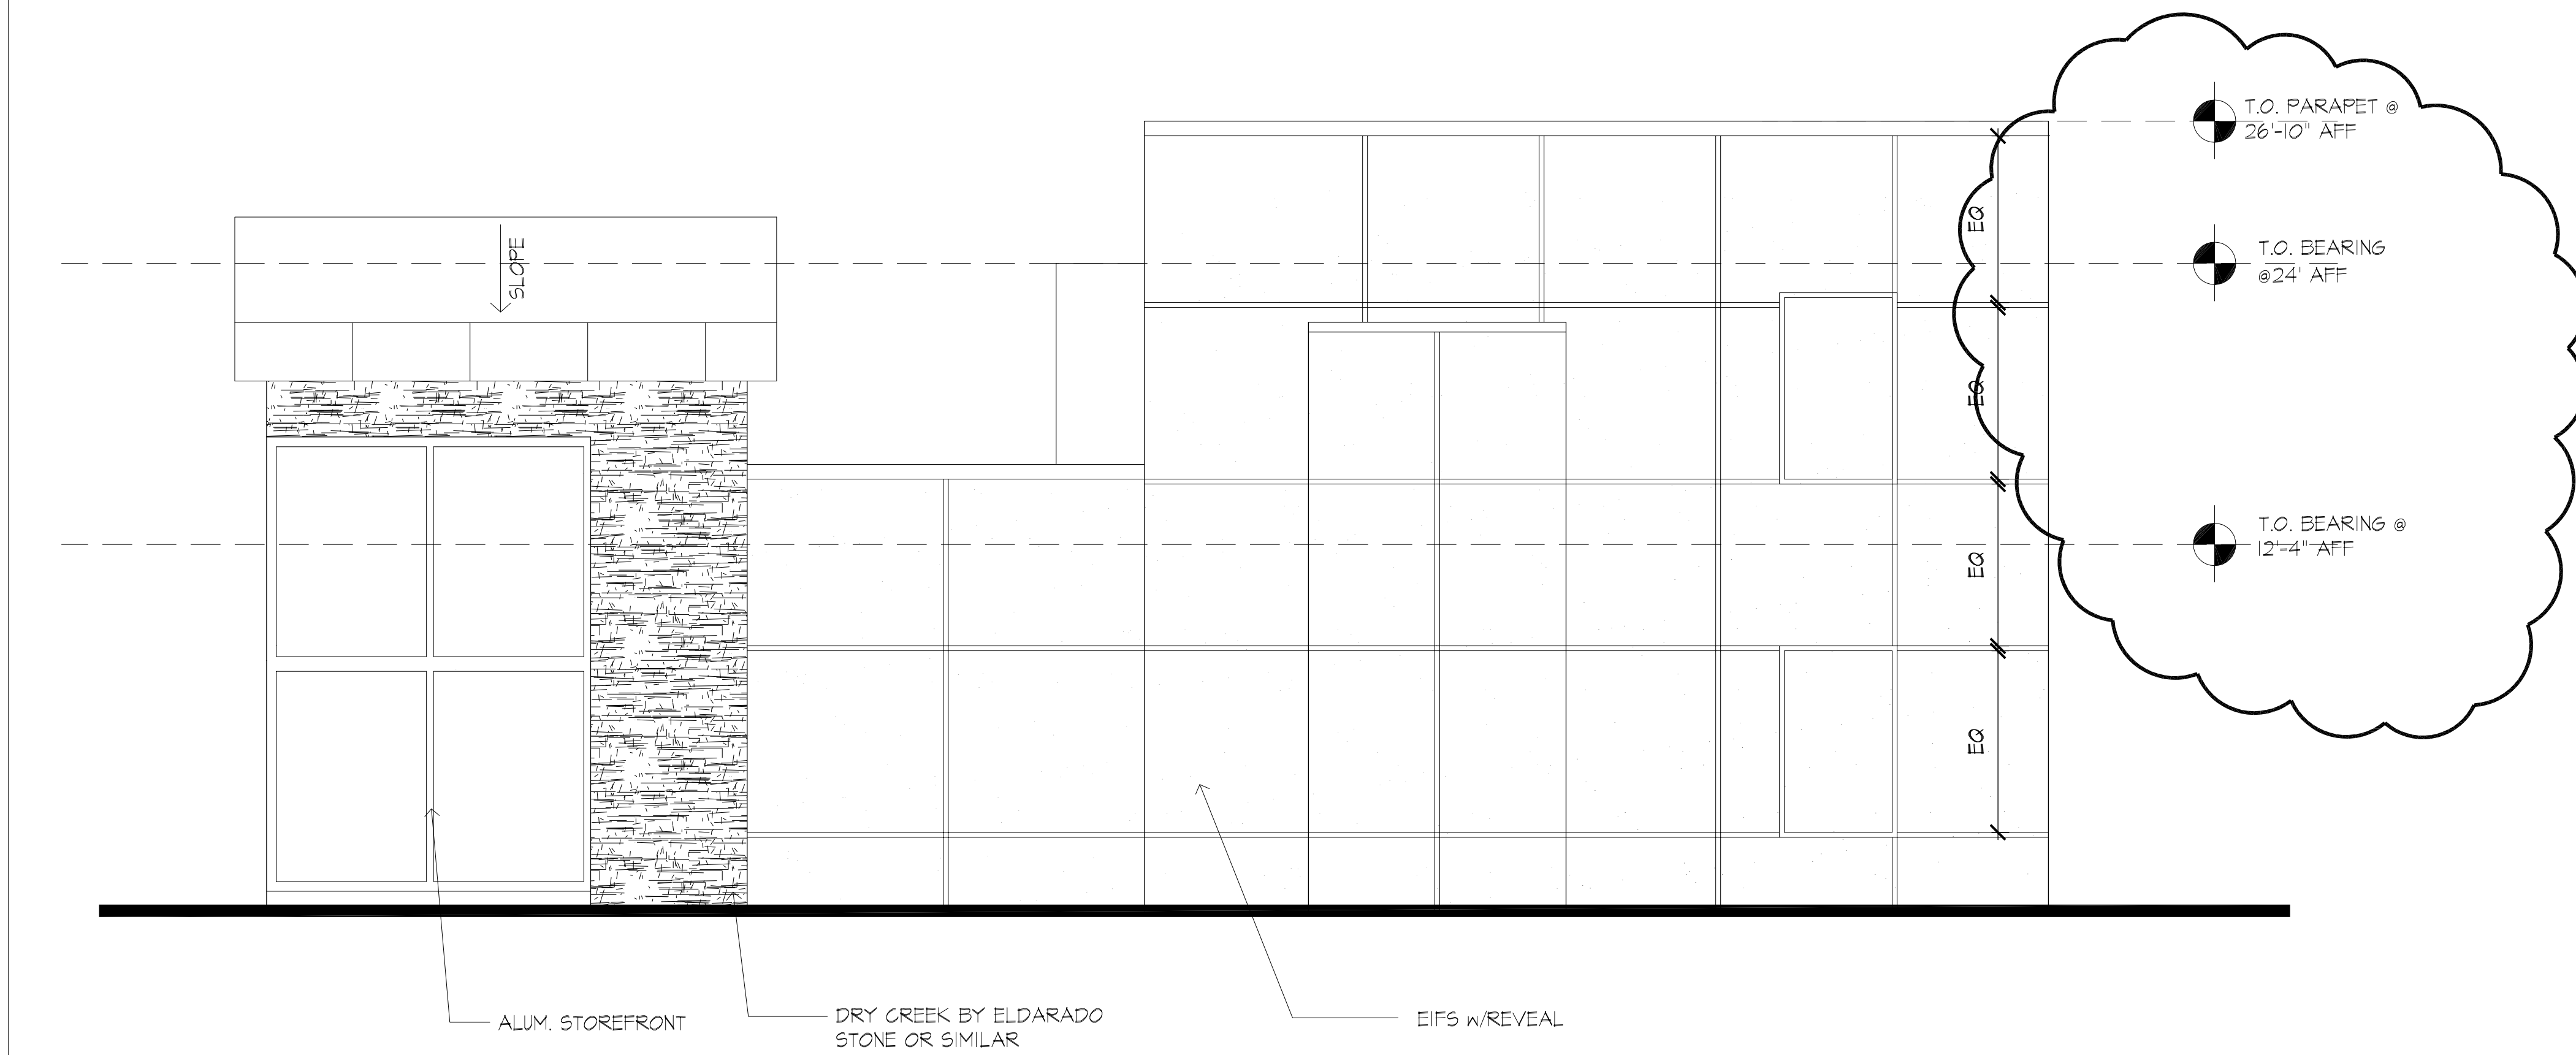 T.O. PARAPET @
26'-10" AFF
SLOPE
EQ
T.O. BEARING
@24' AFF
EQ
T.O. BEARING @
12'-4" AFF
EQ
EQ
ALUM. STOREFRONT
DRY CREEK BY ELDARADO
STONE OR SIMILAR
EIFS W/REVEAL